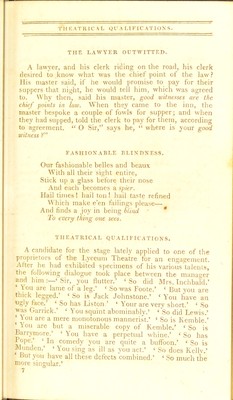 THEATRICAL QUALIFICATIONS.
THE LAWYER OUTWITTED.
A lawyer, and his clerk riding on the road, his clerk
desired to know what was the chief point of the law?
His master said, if he would promise to pay for their
suppers that night, he would tell him, which was agreed
to. Why then, said his master, good witnesses are the
chief points in law. When they came to the inn, the
master bespoke a couple of fowls for supper; and when
they had supped, told the clerk to pay for them, according
to agreement. "O Sir," says he, "where is your good
witness?"
FASHIONABLE BLINDNESS.
Our fashionable belles and beaux
With all their sight entire,
Stick up a glass before their nose
And each becomes a spier.
Hail times! hail ton! hail taste refined
Which make e'en failings please—
And finds a joy in being blind
To every thing one sees.
THEATRICAL QUALIFICATIONS.
A candidate for the stage lately applied to one of the
proprietors of the Lyceum Theatre for an engagement.
After he had exhibited specimens of his various talents,
the following dialogue took place between the manager
and him:—' Sir, you stutter.' ' So did Mrs. Inchbald.'
' You are lame of a leg.' ' So was Foote.' ' But you are
thick legged.' ' So is Jack Johnstone.' ' You have an
ugly face.' ' So has Liston.' ' Your are very short.' ' So
was Garrick.' ' You squint abominably.' ' So did Lewis.'
' You are a mere monotonous mannerist.' ' So is Kemble.'
' You are but a miserable copy of Kemble.' ' So is
Barrymore.' ' You have a perpetual whine.' ' So has
Pope.' ' In comedy you are quite a buffoon.' ' So is
Munden.' ' You sing as ill as you act.' ' So does Kelly.'
' But you have all these defects combined.' ' So much the
more singular.'
7